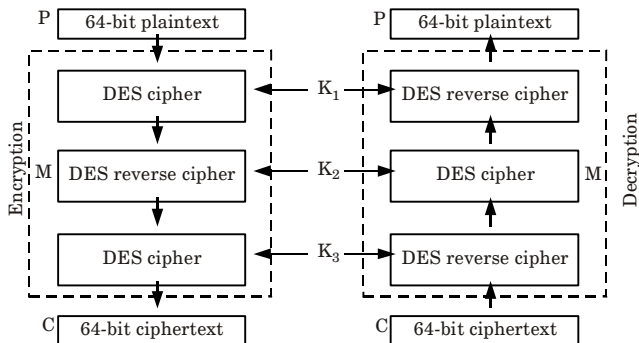 P 64-bit plaintext
Encryption
DES cipher
M DES reverse cipher
DES cipher
C 64-bit ciphertext
K1
K2
K3
P 64-bit plaintext
DES reverse cipher
DES cipher M
DES reverse cipher
Decryption
C 64-bit ciphertext